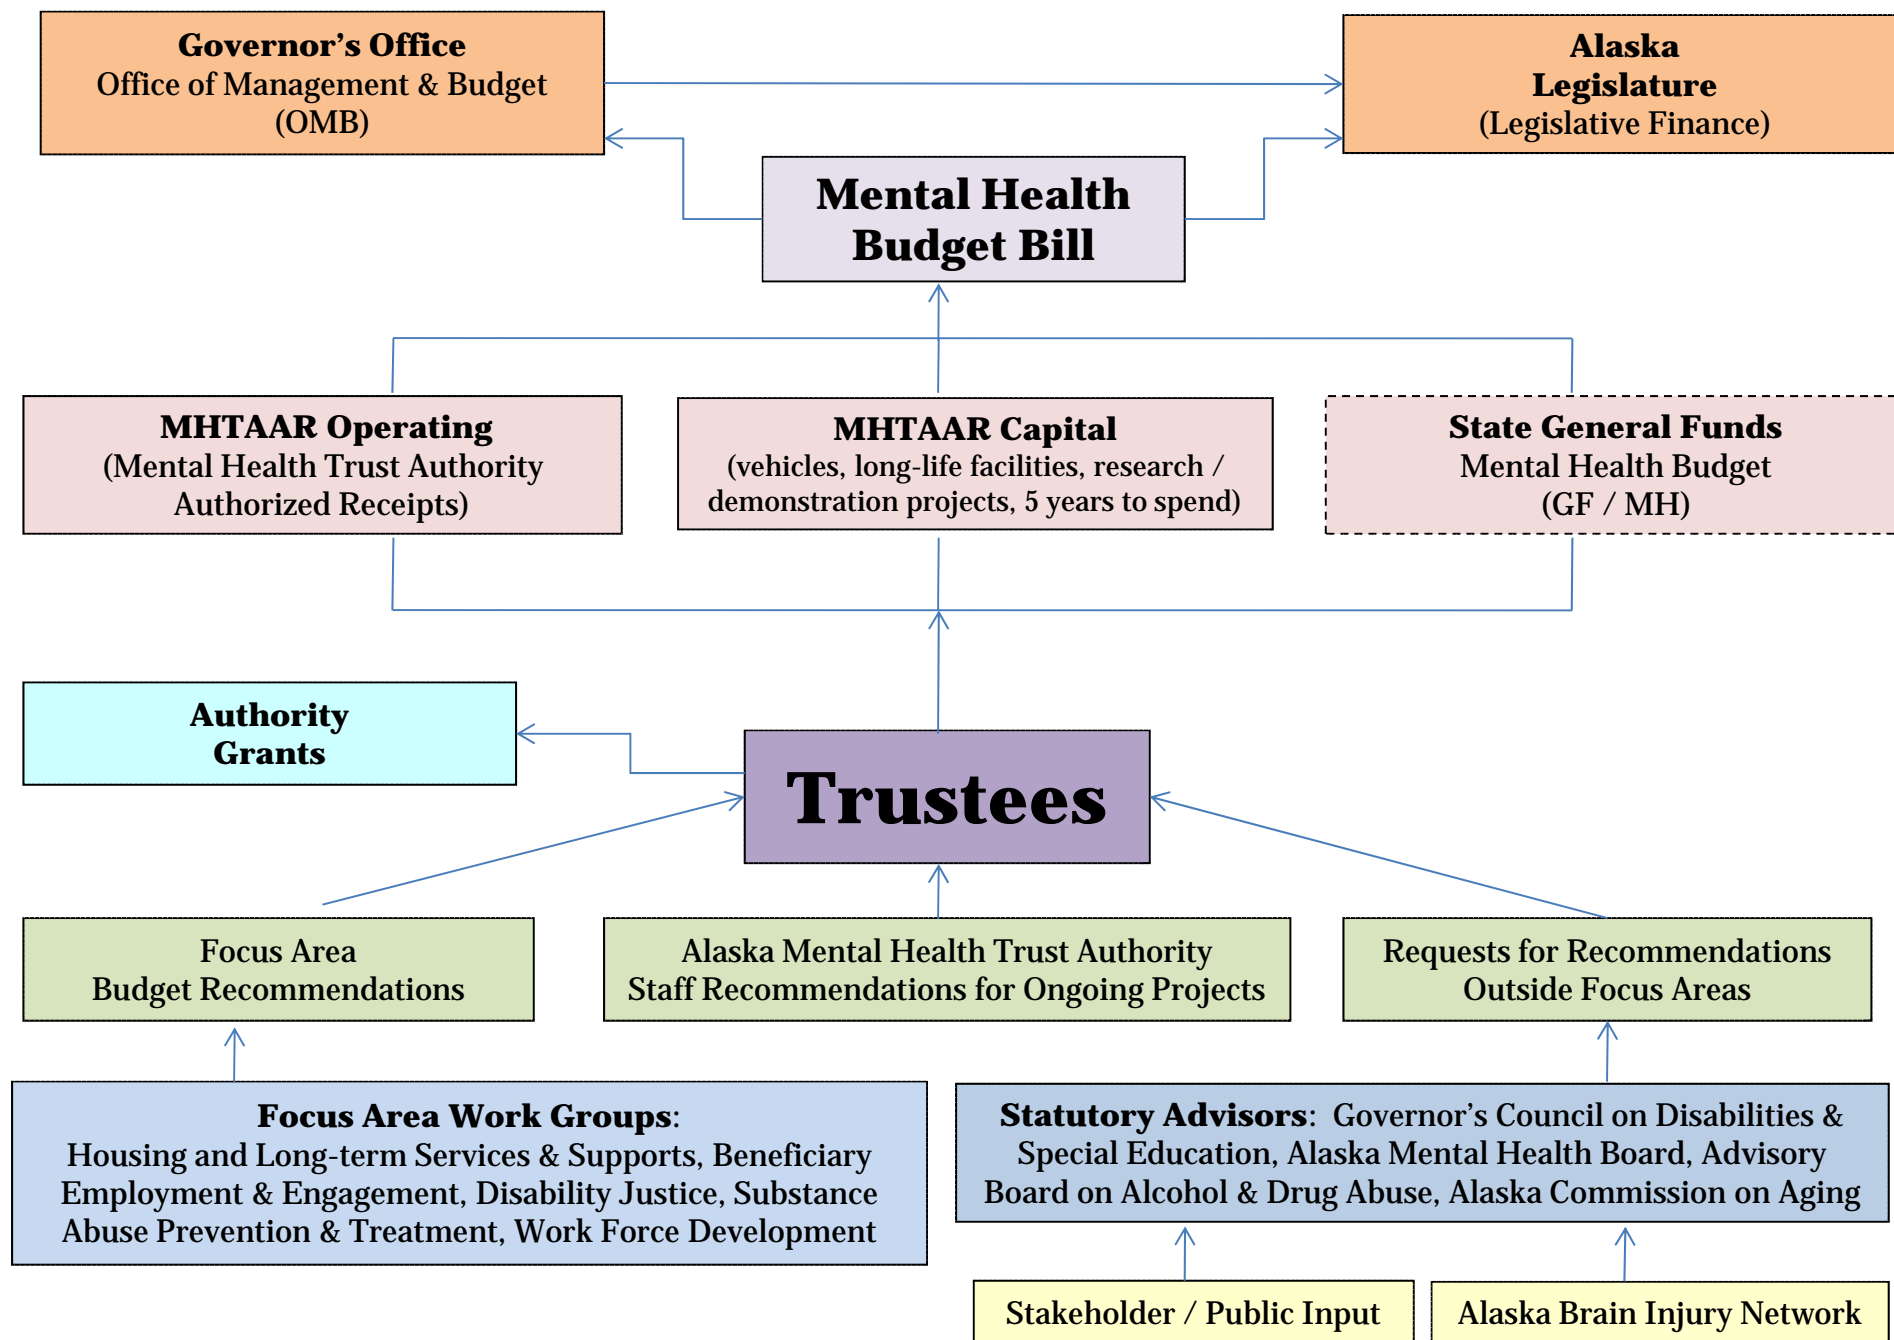 Governor’s Office
Office of Management & Budget
(OMB)
Alaska
Legislature
(Legislative Finance)
Mental Health
Budget Bill
MHTAAR Operating
(Mental Health Trust Authority
Authorized Receipts)
MHTAAR Capital
(vehicles, long-life facilities, research /
demonstration projects, 5 years to spend)
State General Funds
Mental Health Budget
(GF / MH)
Authority
Grants
Trustees
Focus Area
Budget Recommendations
Alaska Mental Health Trust Authority
Staff Recommendations for Ongoing Projects
Requests for Recommendations
Outside Focus Areas
Focus Area Work Groups:
Housing and Long-term Services & Supports, Beneficiary
Employment & Engagement, Disability Justice, Substance
Abuse Prevention & Treatment, Work Force Development
Statutory Advisors: Governor’s Council on Disabilities &
Special Education, Alaska Mental Health Board, Advisory
Board on Alcohol & Drug Abuse, Alaska Commission on Aging
Stakeholder / Public Input
Alaska Brain Injury Network